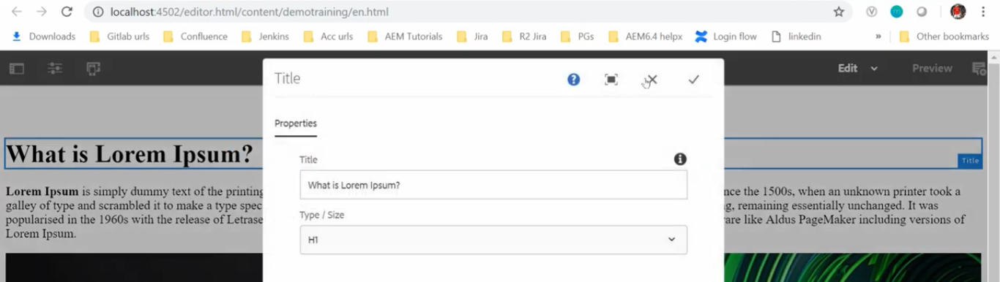 localhost:4502/editor.html/content/demotraining/en.html
Downloads Gitlab urls Confluence Jenkins Acc urls AEM Tutorials Jira R2 Jira PGs AEM6.4 helpx Login flow linkedin » Other bookmarks
Title
Edit Preview
Properties
What is Lorem Ipsum?
Title
Title
What is Lorem Ipsum?
Lorem Ipsum is simply dummy text of the printing nce the 1500s, when an unknown printer took a
galley of type and scrambled it to make a type spec g, remaining essentially unchanged. It was
popularised in the 1960s with the release of Letrase are like Aldus PageMaker including versions of
Lorem Ipsum.
Type / Size
H1